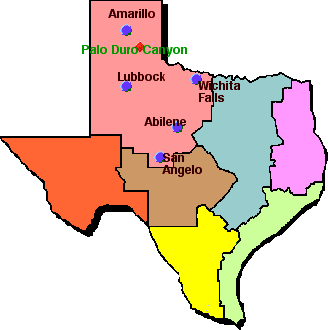 Amarillo
Palo Duro Canyon
Lubbock
Wichita
Falls
Abilene
San
Angelo